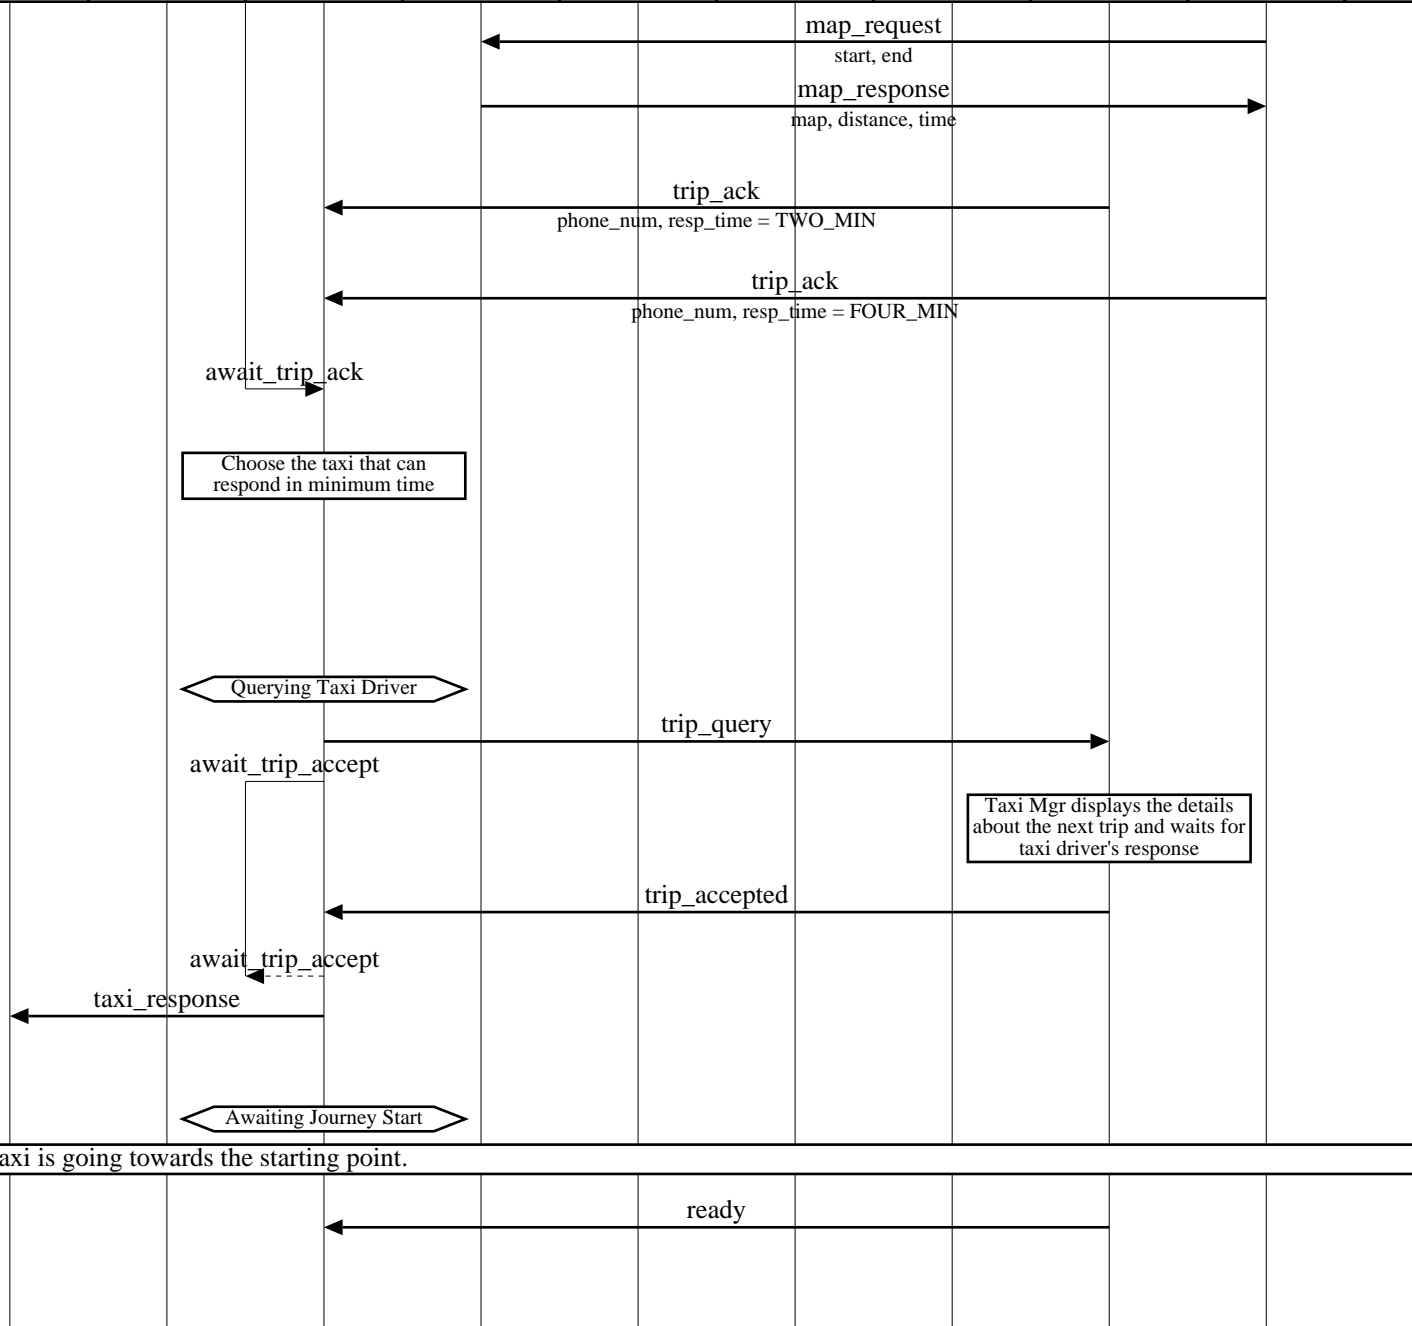 map_request
start, end
map_response
map, distance, time
trip_ack
phone_num, resp_time = TWO_MIN
trip_ack
phone_num, resp_time = FOUR_MIN
await_trip_ack
Choose the taxi that can
respond in minimum time
Querying Taxi Driver
trip_query
await_trip_accept
Taxi Mgr displays the details
about the next trip and waits for
taxi driver's response
trip_accepted
await_trip_accept
taxi_response
Awaiting Journey Start
axi is going towards the starting point.
ready